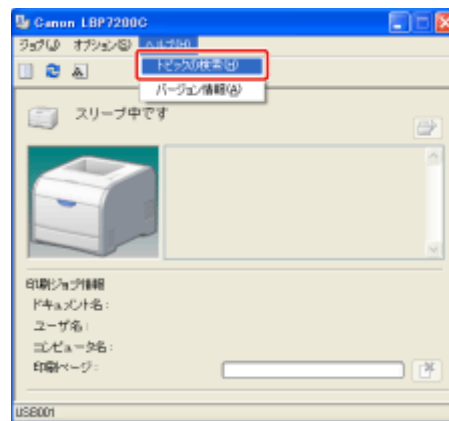 Canon LBP7200C
ジョブ(J) オプション(S) ヘルプ(H)
トピックの検索(H)
バージョン情報(A)
スリープ中です
印刷ジョブ情報
ドキュメント名:
ユーザ名:
コンピュータ名:
印刷ページ:
USB001